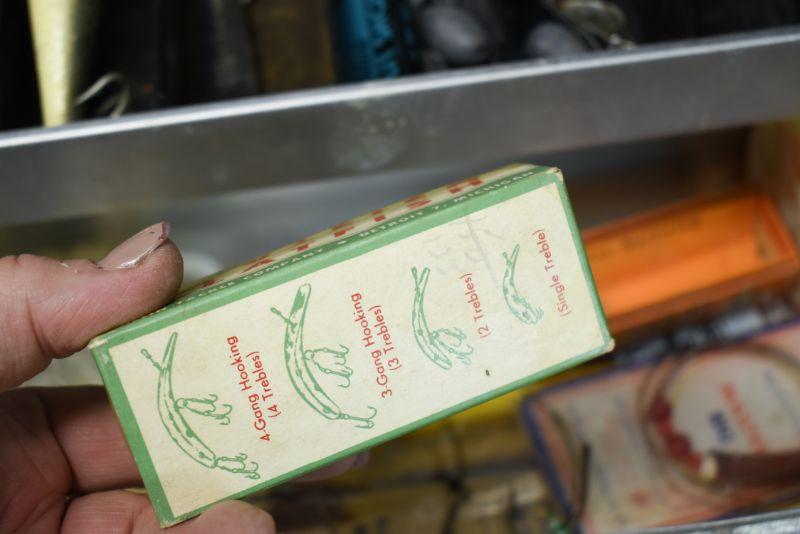 COMPANY • DETROIT 7, MICHIGAN
4-Gang Hooking
(4 Trebles)
3-Gang Hooking
(3 Trebles)
(2 Trebles)
(Single Treble)